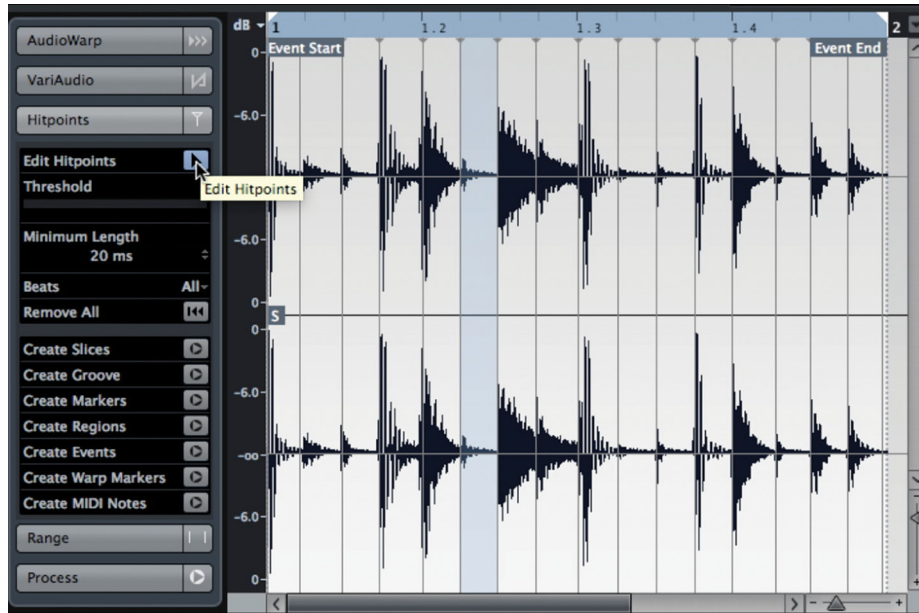 AudioWarp
VariAudio
Hitpoints
Edit Hitpoints
Edit Hitpoints
Threshold
Minimum Length
20 ms
Beats All
Remove All
Create Slices
Create Groove
Create Markers
Create Regions
Create Events
Create Warp Markers
Create MIDI Notes
Range
Process
dB 1 1.2 1.3 1.4 2
Event Start Event End
0
-6.0
-6.0
0
S
0
-6.0
-oo
-6.0
0